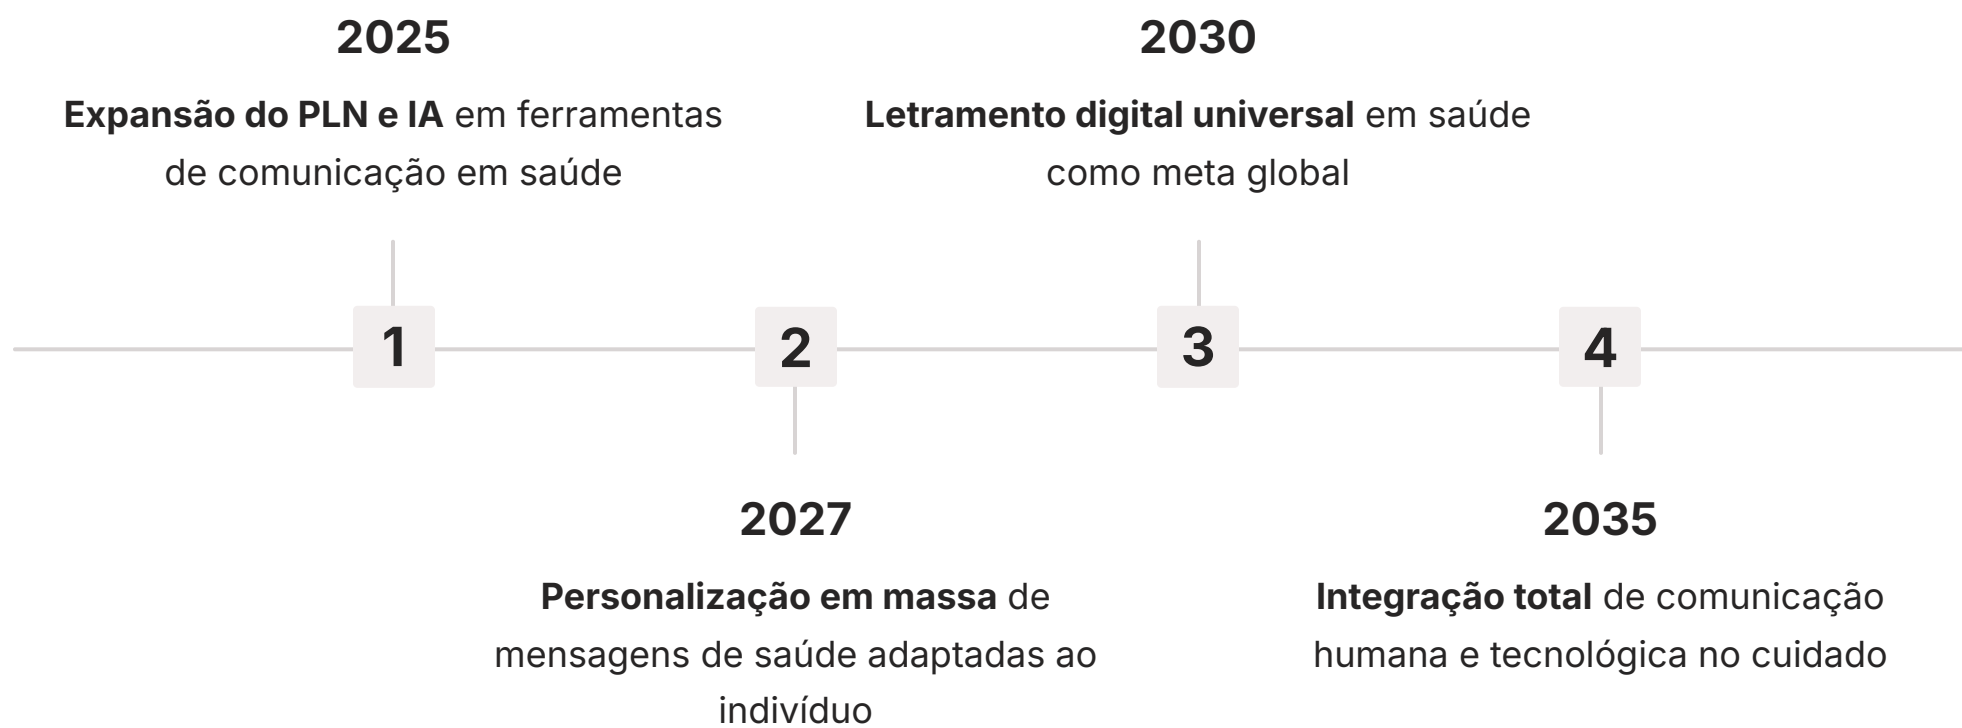 2025
Expansão do PLN e IA em ferramentas
de comunicação em saúde
2030
Letramento digital universal em saúde
como meta global
1
2
3
4
2027
Personalização em massa de
mensagens de saúde adaptadas ao
indivíduo
2035
Integração total de comunicação
humana e tecnológica no cuidado